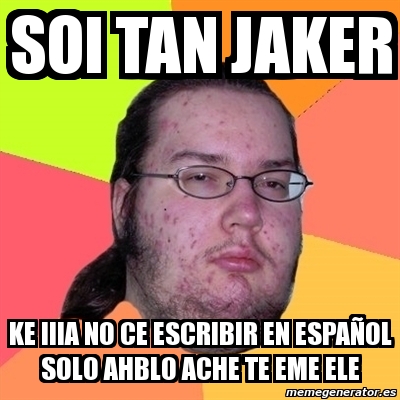 SOI TAN JAKER
KE IIIA NO CE ESCRIBIR EN ESPAÑOL
SOLO AHBLO ACHE TE EME ELE
memegenerator.es